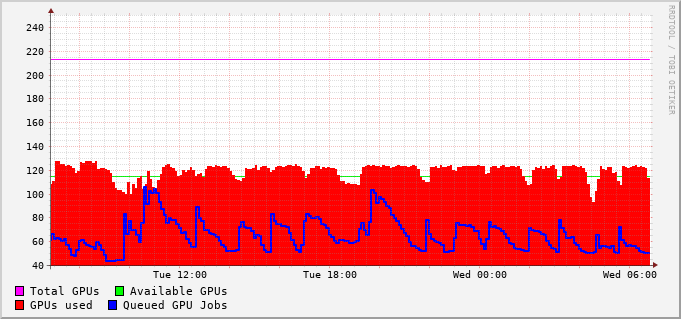 240
220
200
180
160
140
120
100
80
60
40
Tue 12:00 Tue 18:00 Wed 00:00 Wed 06:00
Total GPUs Available GPUs
GPUs used Queued GPU Jobs
RRDTOOL / TOBI OETIKER